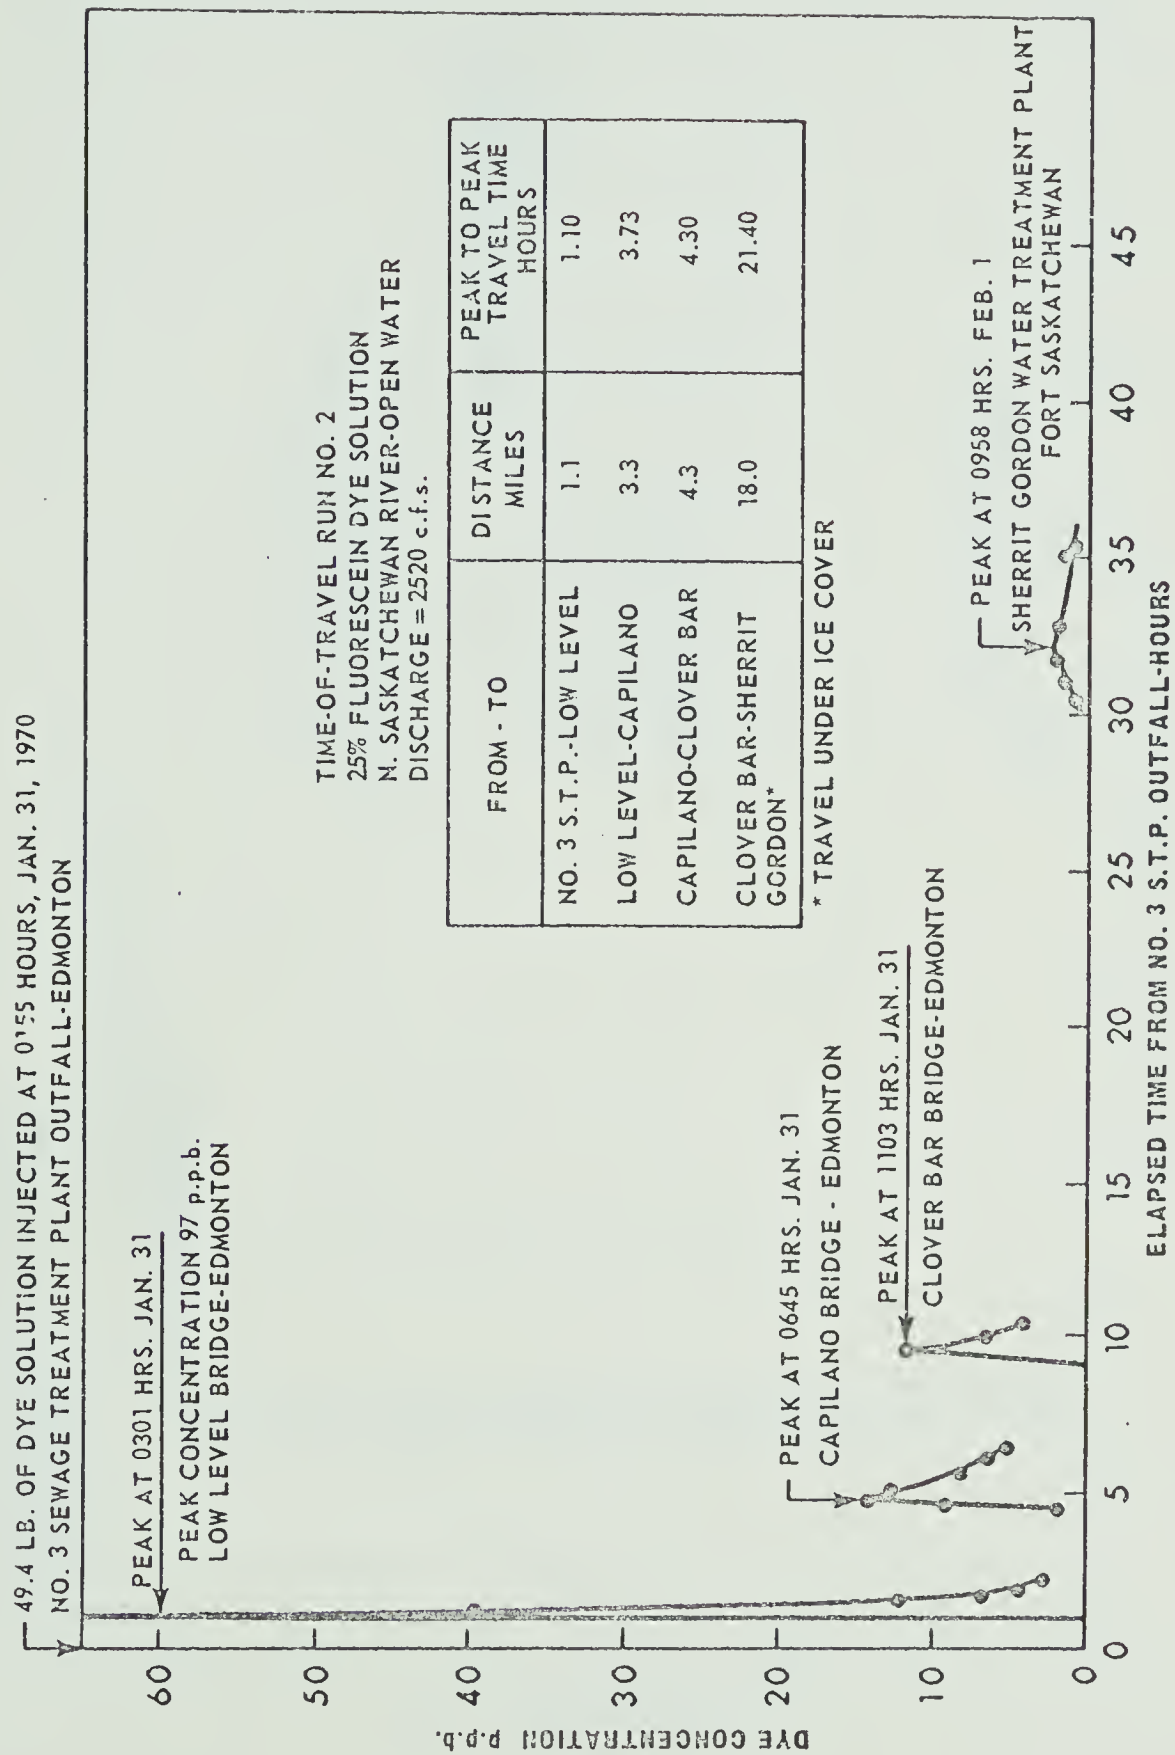 49.4 LB. OF DYE SOLUTION INJECTED AT HOURS, JAN. 31, 1970
NO. 3 SEWAGE TREATMENT PLANT OUTFALL-EDMONTON
PEAK AT 0301 HRS. JAN. 31
PEAK CONCENTRATION 97 p.p.b.
LOW LEVEL BRIDGE-EDMONTON
TIME-OF-TRAVEL RUN NO. 2
25% FLUORESCEIN DYE SOLUTION
N. SASKATCHEWAN RIVER-OPEN WATER
DISCHARGE = 2520 c.f.s.
FROM - TO
DISTANCE
MILES
PEAK TO PEAK
TRAVEL TIME
HOURS
NO. 3 S.T.P.-LOW LEVEL 1.1 1.10
LOW LEVEL-CAPILANO 3.3 3.73
CAPILANO-CLOVER BAR 4.3 4.30
CLOVER BAR-SHERRIT 18.0 21.40
GORDON*
* TRAVEL UNDER ICE COVER
PEAK AT 0645 HRS. JAN. 31
CAPILANO BRIDGE - EDMONTON
PEAK AT 1103 HRS. JAN. 31
CLOVER BAR BRIDGE-EDMONTON
PEAK AT 0958 HRS. FEB. 1
SHERRIT GORDON WATER TREATMENT PLANT
FORT SASKATCHEWAN
DYE CONCENTRATION p.p.b.
60
50
40
30
20
10
0
0 5 10 15 20 25 30 35 40 45
ELAPSED TIME FROM NO. 3 S.T.P. OUTFALL-HOURS